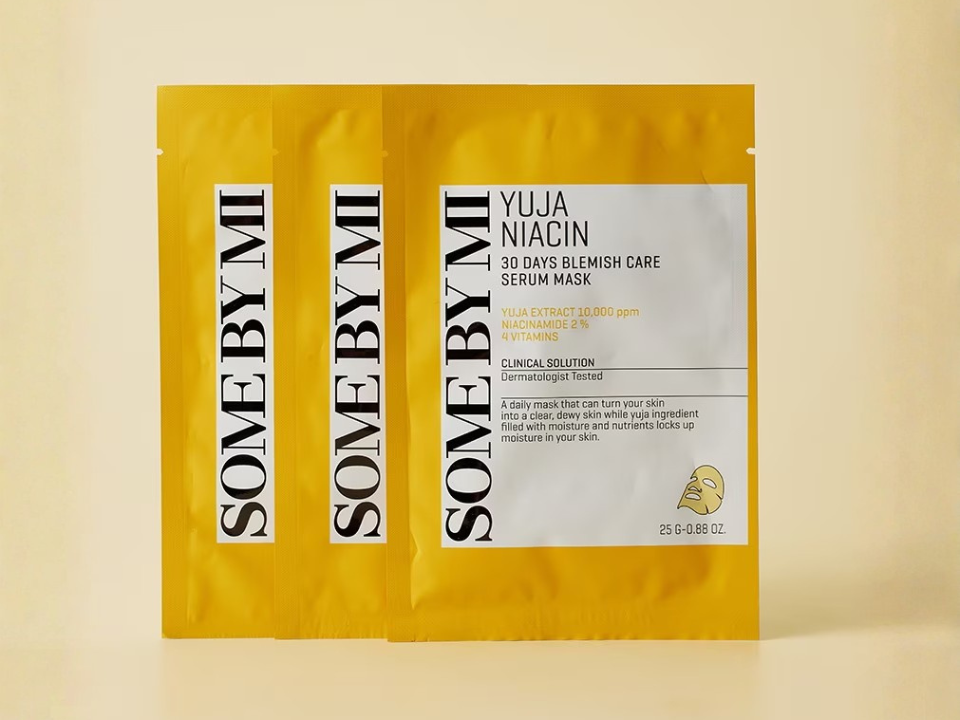 SOME BY MI
SOME BY MI
SOME BY MI
YUJA
NIACIN
30 DAYS BLEMISH CARE
SERUM MASK
YUJA EXTRACT 10,000 ppm
NIACINAMIDE 2 %
4 VITAMINS
CLINICAL SOLUTION
Dermatologist Tested
A daily mask that can turn your skin
into a clear, dewy skin while yuja ingredient
filled with moisture and nutrients locks up
moisture in your skin.
25 G-0.88 OZ.